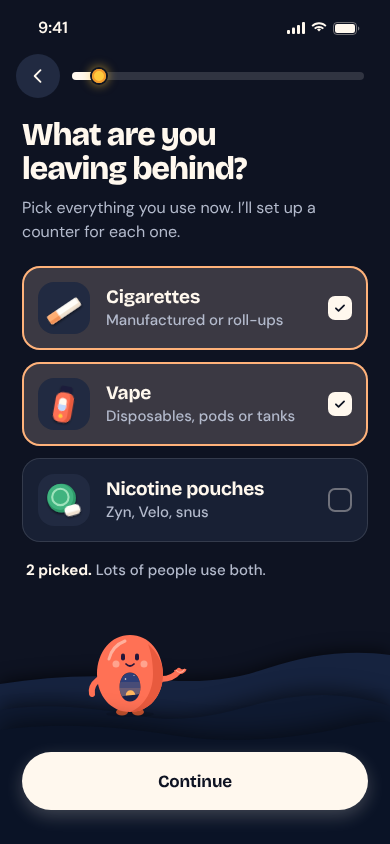 9:41
What are you
leaving behind?
Pick everything you use now. I’ll set up a
counter for each one.
Cigarettes
Manufactured or roll-ups
Vape
Disposables, pods or tanks
Nicotine pouches
Zyn, Velo, snus
2 picked. Lots of people use both.
Continue